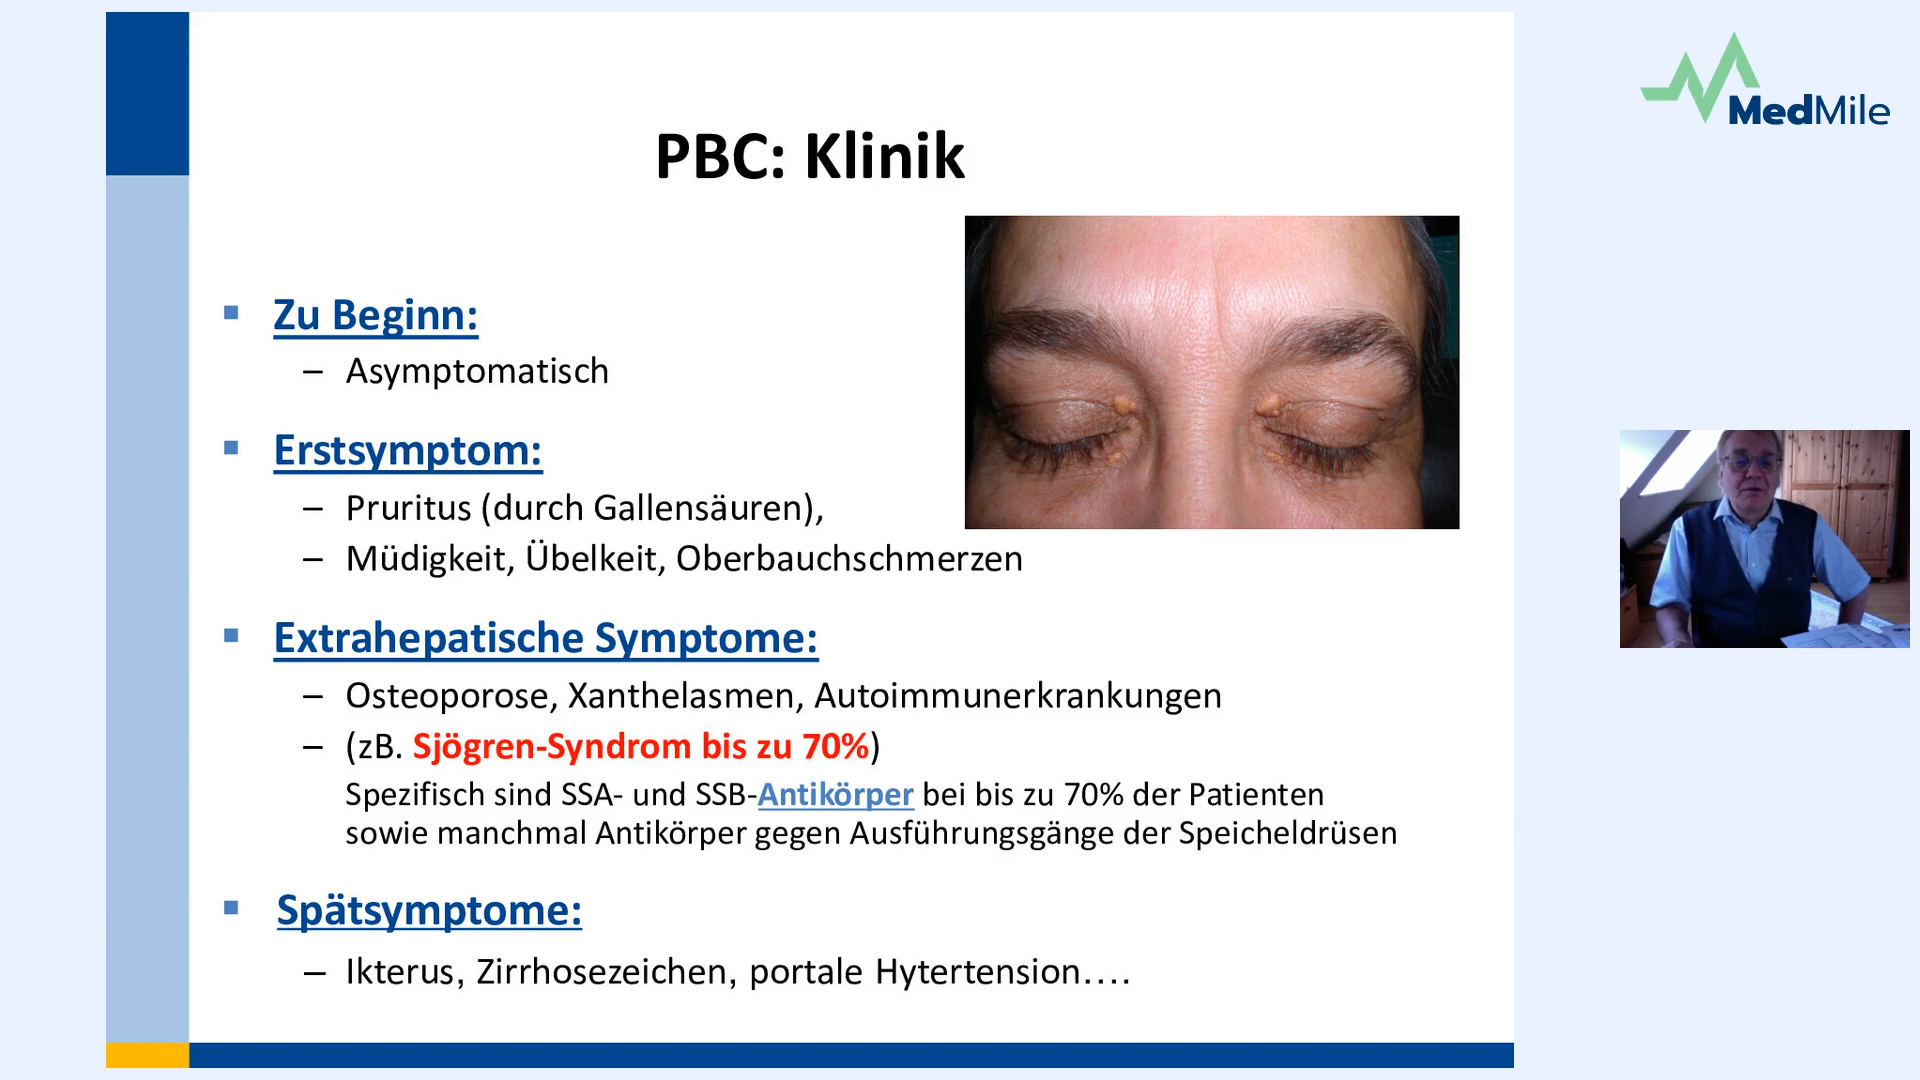 MedMile
PBC: Klinik
Zu Beginn:
– Asymptomatisch
Erstsymptom:
– Pruritus (durch Gallensäuren),
– Müdigkeit, Übelkeit, Oberbauchschmerzen
Extrahepatische Symptome:
– Osteoporose, Xanthelasmen, Autoimmunerkrankungen
– (zB. Sjögren-Syndrom bis zu 70%)
Spezifisch sind SSA- und SSB-Antikörper bei bis zu 70% der Patienten
sowie manchmal Antikörper gegen Ausführungsgänge der Speicheldrüsen
Spätsymptome:
– Ikterus, Zirrhosezeichen, portale Hytertension....